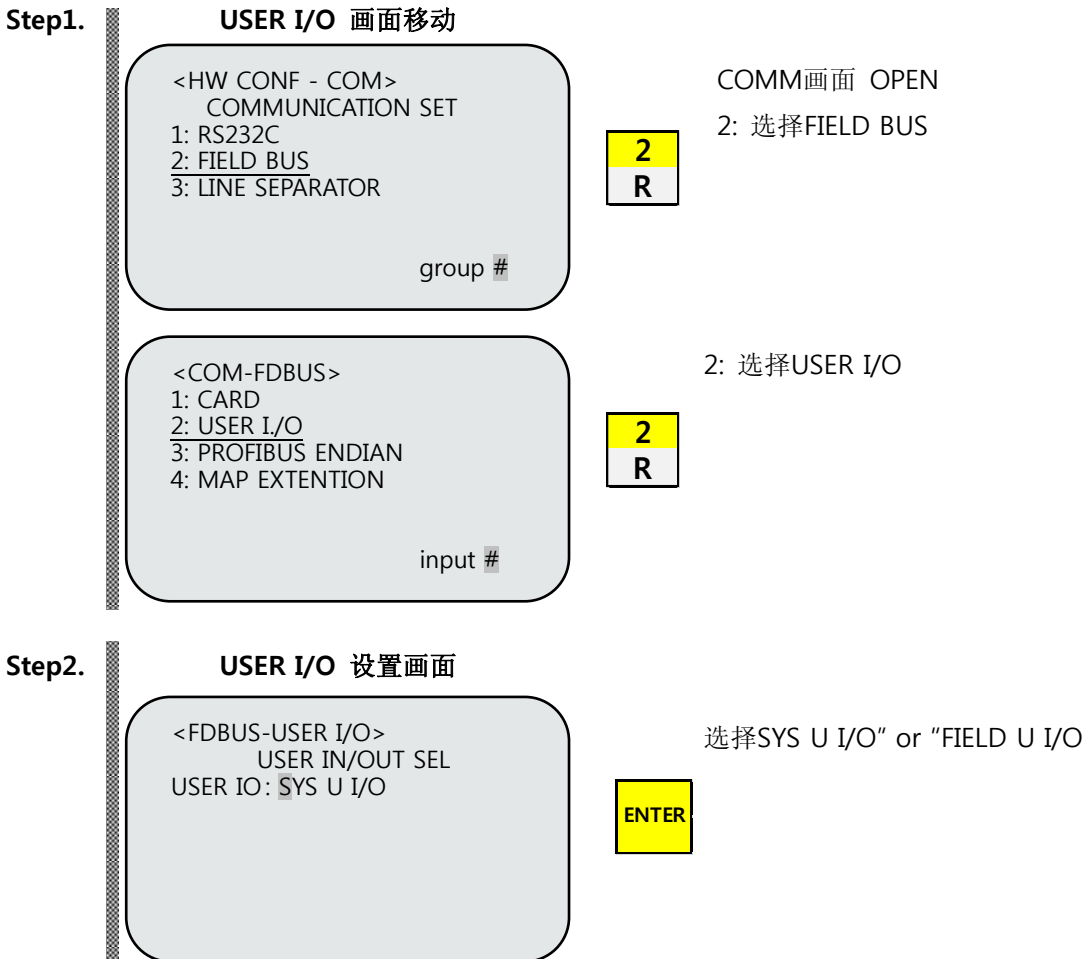 Step1. USER I/O 画面移动
<HW CONF - COM>
COMMUNICATION SET
1: RS232C
2: FIELD BUS
3: LINE SEPARATOR
group #
2
R
COMM画面 OPEN
2: 选择FIELD BUS
<COM-FDBUS>
1: CARD
2: USER I./O
3: PROFIBUS ENDIAN
4: MAP EXTENTION
input #
2
R
2: 选择USER I/O
Step2. USER I/O 设置画面
<FDBUS-USER I/O>
USER IN/OUT SEL
USER IO: SYS U I/O
ENTER
选择SYS U I/O" or "FIELD U I/O